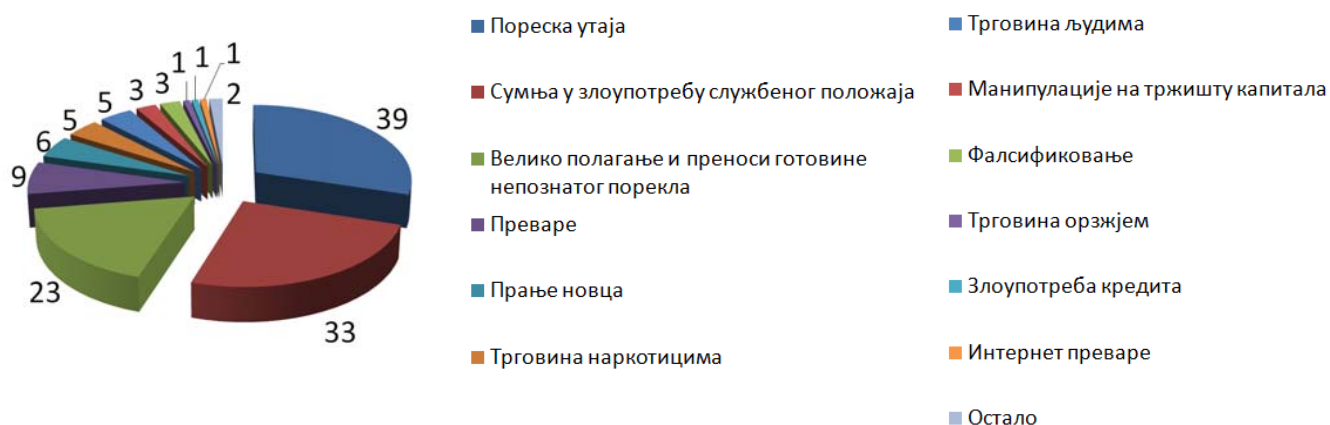 39
33
23
9
6
5
5
3
3
1
1
1
2
Пореска утаја
Сумња у злоупотребу службеног положаја
Велико полагање и преноси готовине
непознатог порекла
Преваре
Прање новца
Трговина наркотицима
Трговина људима
Манипулације на тржишту капитала
Фалсификовање
Трговина орзжјем
Злоупотреба кредита
Интернет преваре
Остало